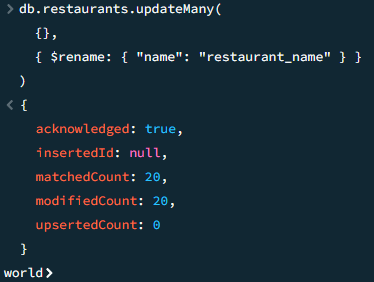 > db.restaurants.updateMany(
{},
{ $rename: { "name": "restaurant_name" } }
)
< {
acknowledged: true,
insertedId: null,
matchedCount: 20,
modifiedCount: 20,
upsertedCount: 0
}
world>